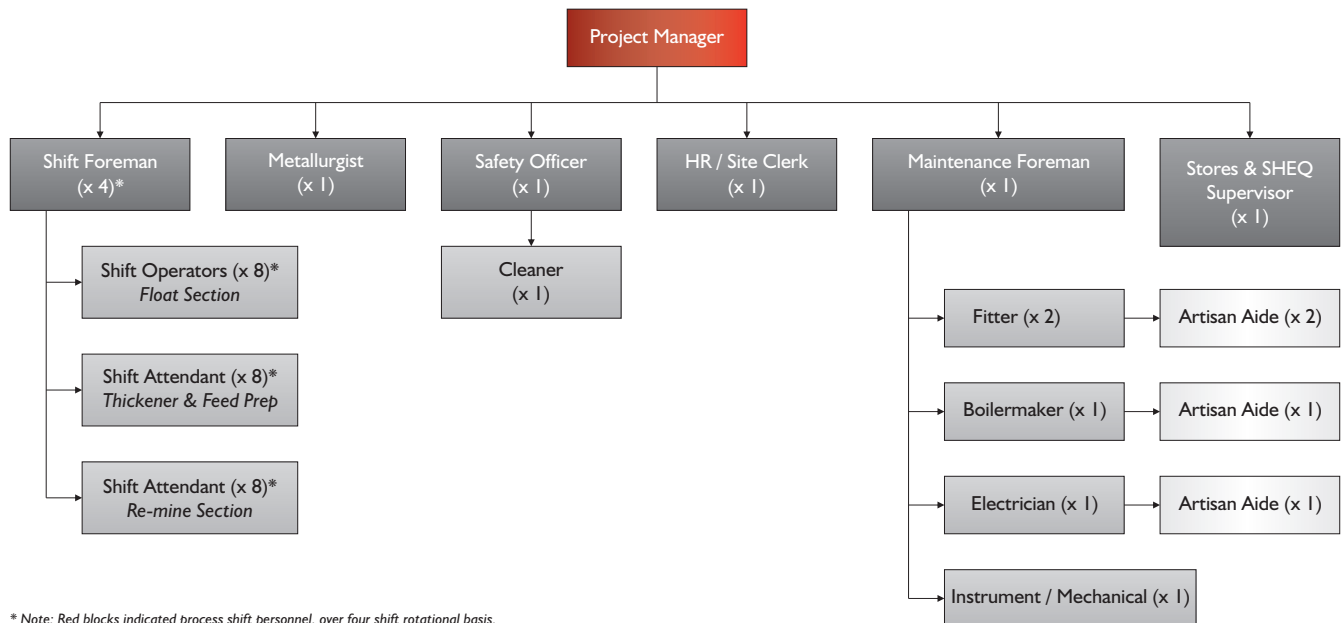 Project Manager
Shift Foreman
(x 4)*
Metallurgist
(x 1)
Safety Officer
(x 1)
HR / Site Clerk
(x 1)
Maintenance Foreman
(x 1)
Stores & SHEQ
Supervisor
(x 1)
Shift Operators (x 8)*
Float Section
Cleaner
(x 1)
Shift Attendant (x 8)*
Thickener & Feed Prep
Shift Attendant (x 8)*
Re-mine Section
Fitter (x 2)
Artisan Aide (x 2)
Boilermaker (x 1)
Artisan Aide (x 1)
Electrician (x 1)
Artisan Aide (x 1)
Instrument / Mechanical (x 1)
* Note: Red blocks indicated process shift personnel, over four shift rotational basis.